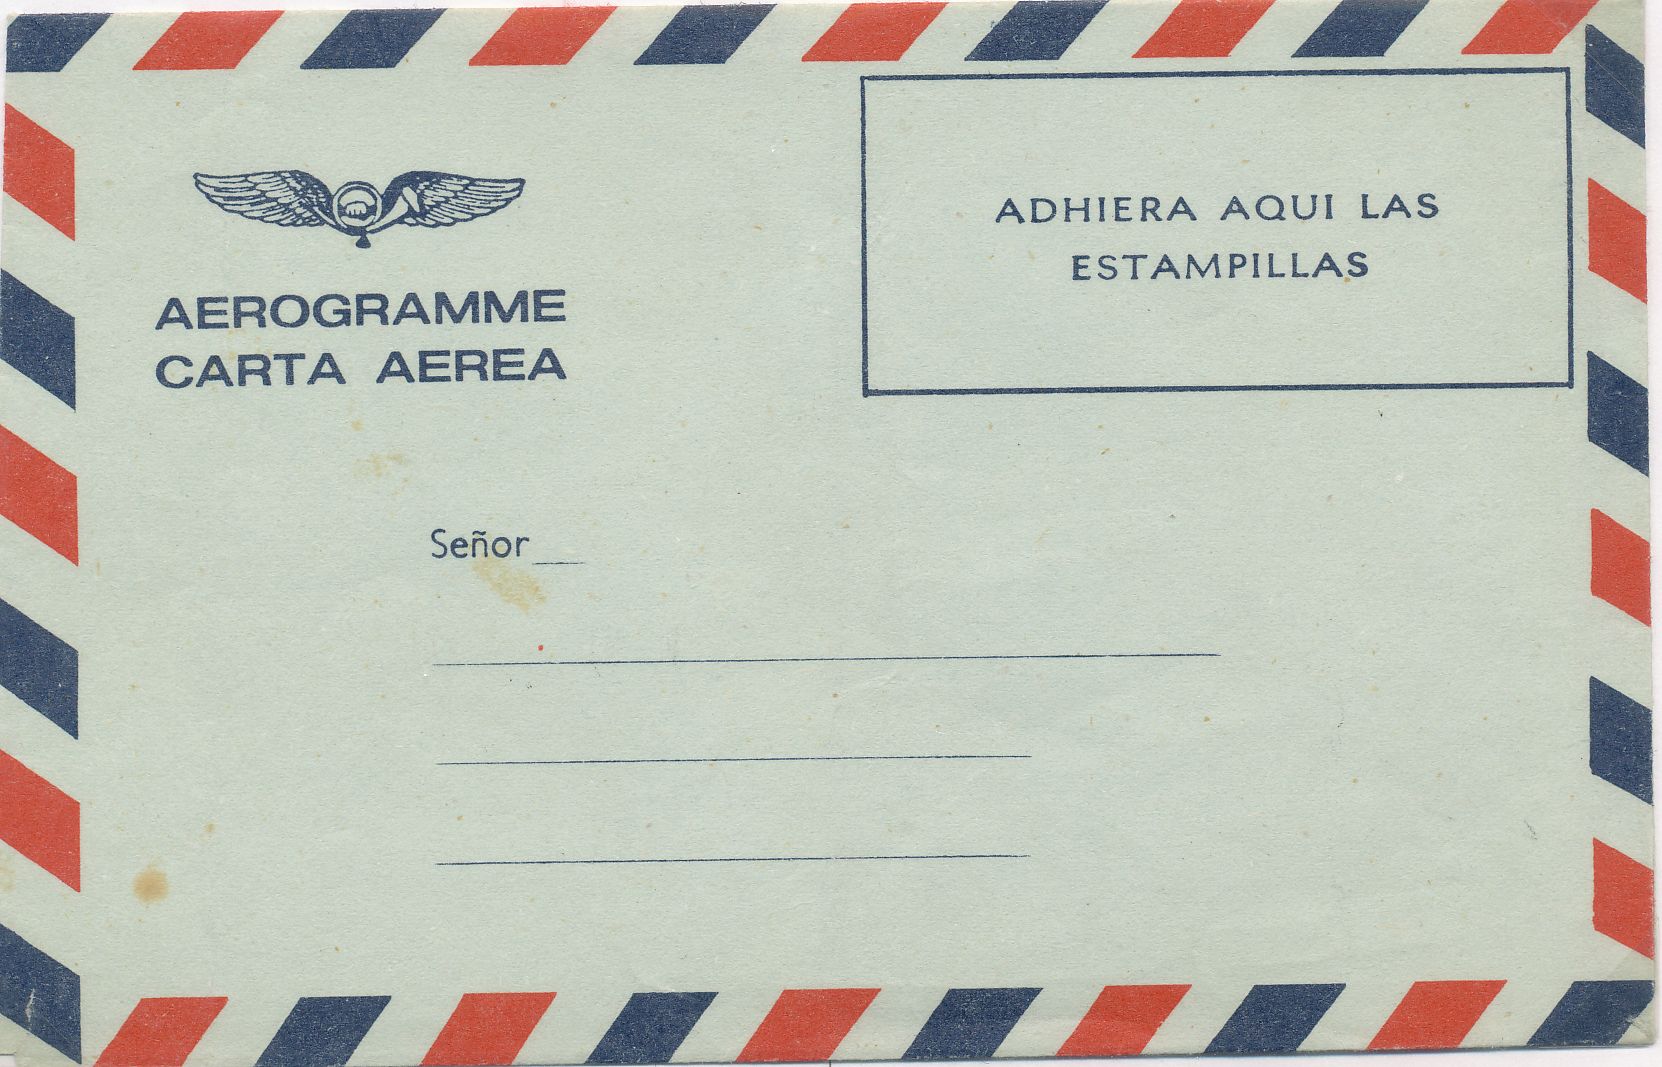 ADHIERA AQUI LAS
ESTAMPILLAS
AEROGRAMME
CARTA AEREA
Señor